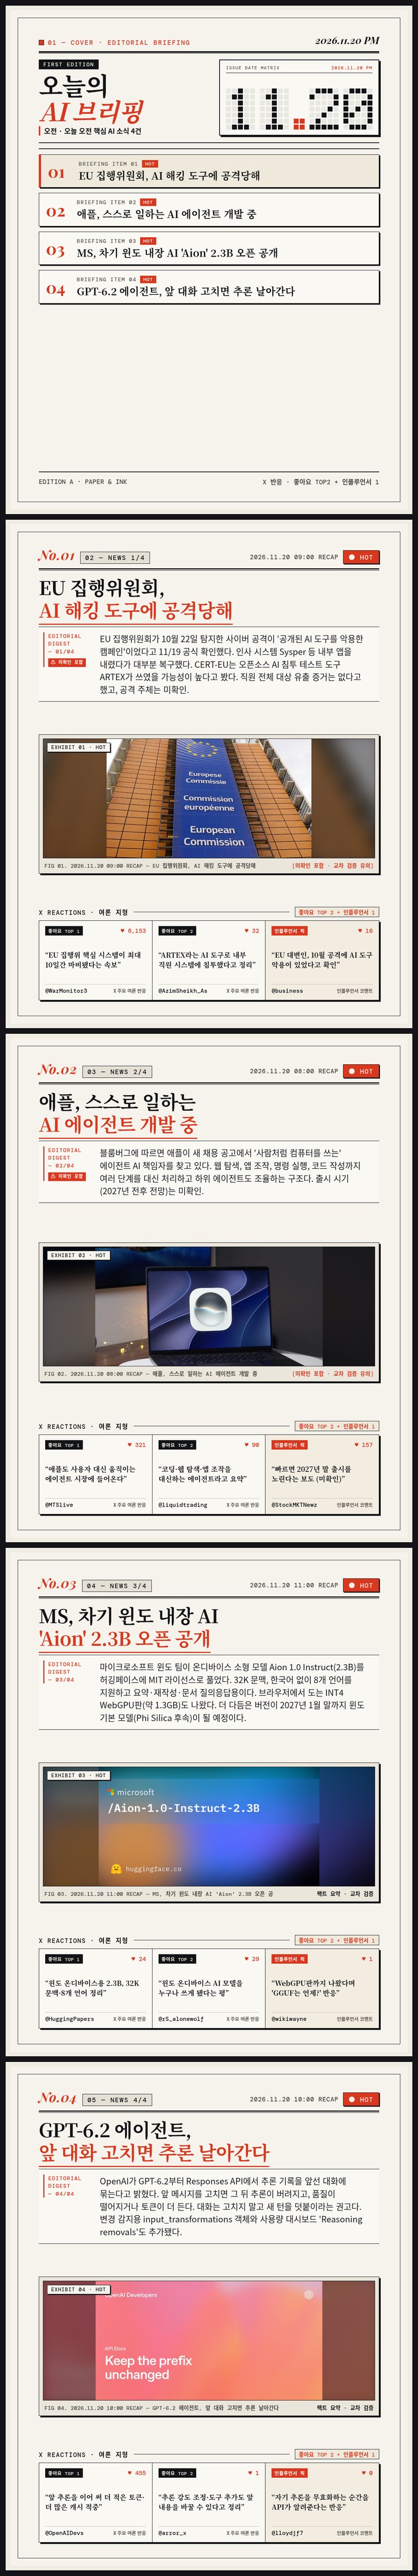 01 — COVER · EDITORIAL BRIEFING
2026.11.20 PM
FIRST EDITION
오늘의
AI 브리핑
오전 · 오늘 오전 핵심 AI 소식 4건
ISSUE DATE MATRIX
2026.11.20 PM
11.20
BRIEFING ITEM 01 HOT
01 EU 집행위원회, AI 해킹 도구에 공격당해
BRIEFING ITEM 02 HOT
02 애플, 스스로 일하는 AI 에이전트 개발 중
BRIEFING ITEM 03 HOT
03 MS, 차기 윈도 내장 AI 'Aion' 2.3B 오픈 공개
BRIEFING ITEM 04 HOT
04 GPT-6.2 에이전트, 앞 대화 고치면 추론 날아간다
EDITION A · PAPER & INK
X 반응 · 좋아요 TOP2 + 인플루언서 1
No.01
02 — NEWS 1/4
2026.11.20 09:00 RECAP
HOT
EU 집행위원회,
AI 해킹 도구에 공격당해
EDITORIAL
DIGEST
— 01/04
⚠ 미확인 포함
EU 집행위원회가 10월 22일 탐지한 사이버 공격이 '공개된 AI 도구를 악용한
캠페인'이었다고 11/19 공식 확인했다. 인사 시스템 Sysper 등 내부 앱을
내렸다가 대부분 복구했다. CERT-EU는 오픈소스 AI 침투 테스트 도구
ARTEX가 쓰였을 가능성이 높다고 봤다. 직원 전체 대상 유출 증거는 없다고
했고, 공격 주체는 미확인.
EXHIBIT 01 · HOT
Europese
Commissie
Commission
européenne
European
Commission
FIG 01. 2026.11.20 09:00 RECAP — EU 집행위원회, AI 해킹 도구에 공격당해
[미확인 포함 · 교차 검증 유의]
X REACTIONS · 여론 지형
좋아요 TOP 2 + 인플루언서 1
좋아요 TOP 1
♥ 8,153
“EU 집행위 핵심 시스템이 최대
10일간 마비됐다는 속보”
@WarMonitor3
X 주요 여론 반응
좋아요 TOP 2
♥ 32
“ARTEX라는 AI 도구로 내부
직원 시스템에 침투했다고 정리”
@AzimSheikh_As
X 주요 여론 반응
인플루언서 픽
♥ 16
“EU 대변인, 10월 공격에 AI 도구
악용이 있었다고 확인”
@business
인플루언서 코멘트
No.02
03 — NEWS 2/4
2026.11.20 08:00 RECAP
HOT
애플, 스스로 일하는
AI 에이전트 개발 중
EDITORIAL
DIGEST
— 02/04
⚠ 미확인 포함
블룸버그에 따르면 애플이 새 채용 공고에서 '사람처럼 컴퓨터를 쓰는'
에이전트 AI 책임자를 찾고 있다. 웹 탐색, 앱 조작, 명령 실행, 코드 작성까지
여러 단계를 대신 처리하고 하위 에이전트도 조율하는 구조다. 출시 시기
(2027년 전후 전망)는 미확인.
EXHIBIT 02 · HOT
FIG 02. 2026.11.20 08:00 RECAP — 애플, 스스로 일하는 AI 에이전트 개발 중
[미확인 포함 · 교차 검증 유의]
X REACTIONS · 여론 지형
좋아요 TOP 2 + 인플루언서 1
좋아요 TOP 1
♥ 321
“애플도 사용자 대신 움직이는
에이전트 시장에 들어온다”
@MTSlive
X 주요 여론 반응
좋아요 TOP 2
♥ 90
“코딩·웹 탐색·앱 조작을
대신하는 에이전트라고 요약”
@liquidtrading
X 주요 여론 반응
인플루언서 픽
♥ 157
“빠르면 2027년 말 출시를
노린다는 보도 (미확인)”
@StockMKTNewz
인플루언서 코멘트
No.03
04 — NEWS 3/4
2026.11.20 11:00 RECAP
HOT
MS, 차기 윈도 내장 AI
'Aion' 2.3B 오픈 공개
EDITORIAL
DIGEST
— 03/04
마이크로소프트 윈도 팀이 온디바이스 소형 모델 Aion 1.0 Instruct(2.3B)를
허깅페이스에 MIT 라이선스로 풀었다. 32K 문맥, 한국어 없이 8개 언어를
지원하고 요약·재작성·문서 질의응답용이다. 브라우저에서 도는 INT4
WebGPU판(약 1.3GB)도 나왔다. 더 다듬은 버전이 2027년 1월 말까지 윈도
기본 모델(Phi Silica 후속)이 될 예정이다.
EXHIBIT 03 · HOT
microsoft
/Aion-1.0-Instruct-2.3B
huggingface.co
FIG 03. 2026.11.20 11:00 RECAP — MS, 차기 윈도 내장 AI 'Aion' 2.3B 오픈 공
팩트 요약 · 교차 검증
X REACTIONS · 여론 지형
좋아요 TOP 2 + 인플루언서 1
좋아요 TOP 1
♥ 24
“윈도 온디바이스용 2.3B, 32K
문맥·8개 언어 정리”
@HuggingPapers
X 주요 여론 반응
좋아요 TOP 2
♥ 29
“윈도 온디바이스 AI 모델을
누구나 쓰게 됐다는 평”
@rS_alonewolf
X 주요 여론 반응
인플루언서 픽
♥ 1
“WebGPU판까지 나왔다며
'GGUF는 언제?' 반응”
@wikiwayne
인플루언서 코멘트
No.04
05 — NEWS 4/4
2026.11.20 10:00 RECAP
HOT
GPT-6.2 에이전트,
앞 대화 고치면 추론 날아간다
EDITORIAL
DIGEST
— 04/04
OpenAI가 GPT-6.2부터 Responses API에서 추론 기록을 앞선 대화에
묶는다고 밝혔다. 앞 메시지를 고치면 그 뒤 추론이 버려지고, 품질이
떨어지거나 토큰이 더 든다. 대화는 고치지 말고 새 턴을 덧붙이라는 권고다.
변경 감지용 input_transformations 객체와 사용량 대시보드 'Reasoning
removals'도 추가됐다.
EXHIBIT 04 · HOT
OpenAI Developers
API Docs
Keep the prefix
unchanged
FIG 04. 2026.11.20 10:00 RECAP — GPT-6.2 에이전트, 앞 대화 고치면 추론 날아간다
팩트 요약 · 교차 검증
X REACTIONS · 여론 지형
좋아요 TOP 2 + 인플루언서 1
좋아요 TOP 1
♥ 455
“앞 추론을 이어 써 더 적은 토큰·
더 많은 캐시 적중”
@OpenAIDevs
X 주요 여론 반응
좋아요 TOP 2
♥ 1
“추론 강도 조정·도구 추가도 앞
내용을 바꿀 수 있다고 정리”
@arror_x
X 주요 여론 반응
인플루언서 픽
♥ 0
“자기 추론을 무효화하는 순간을
API가 알려준다는 반응”
@lloydjf7
인플루언서 코멘트